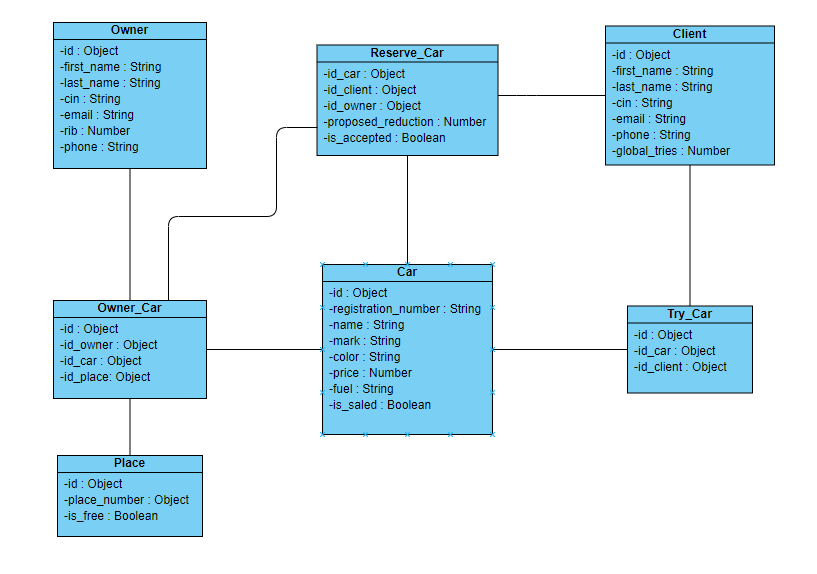 Owner
-id : Object
-first_name : String
-last_name : String
-cin : String
-email : String
-rib : Number
-phone : String
Reserve_Car
-id_car : Object
-id_client : Object
-id_owner : Object
-proposed_reduction : Number
-is_accepted : Boolean
Client
-id : Object
-first_name : String
-last_name : String
-cin : String
-email : String
-phone : String
-global_tries : Number
Owner_Car
-id : Object
-id_owner : Object
-id_car : Object
-id_place: Object
Car
-id : Object
-registration_number : String
-name : String
-mark : String
-color : String
-price : Number
-fuel : String
-is_saled : Boolean
Try_Car
-id : Object
-id_car : Object
-id_client : Object
Place
-id : Object
-place_number : Object
-is_free : Boolean